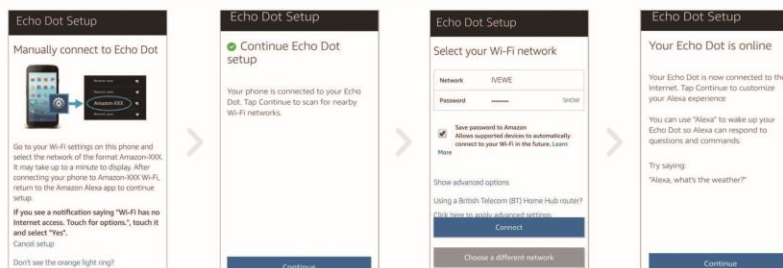 Echo Dot Setup
Manually connect to Echo Dot
Amazon-XXX
Go to your Wi-Fi settings on this phone and
select the network of the format Amazon-XXX.
It may take up to a minute to display. After
connecting your phone to Amazon-XXX Wi-Fi,
return to the Amazon Alexa app to continue
setup.
If you see a notification saying "Wi-Fi has no
Internet access. Touch for options.", touch it
and select "Yes".
Cancel setup
Don't see the orange light ring?
Echo Dot Setup
Continue Echo Dot
setup
Your phone is connected to your Echo
Dot. Tap Continue to scan for nearby
Wi-Fi networks.
Continue
Echo Dot Setup
Select your Wi-Fi network
Network IVEWE
Password ········ SHOW
Save password to Amazon
Allows supported devices to automatically
connect to your Wi-Fi in the future. Learn
More
Show advanced options
Using a British Telecom (BT) Home Hub router?
Click here to apply advanced settings
Connect
Choose a different network
Echo Dot Setup
Your Echo Dot is online
Your Echo Dot is now connected to the
Internet. Tap Continue to customize
your Alexa experience
You can use "Alexa" to wake up your
Echo Dot so Alexa can respond to
questions and commands.
Try saying:
"Alexa, what's the weather?"
Continue